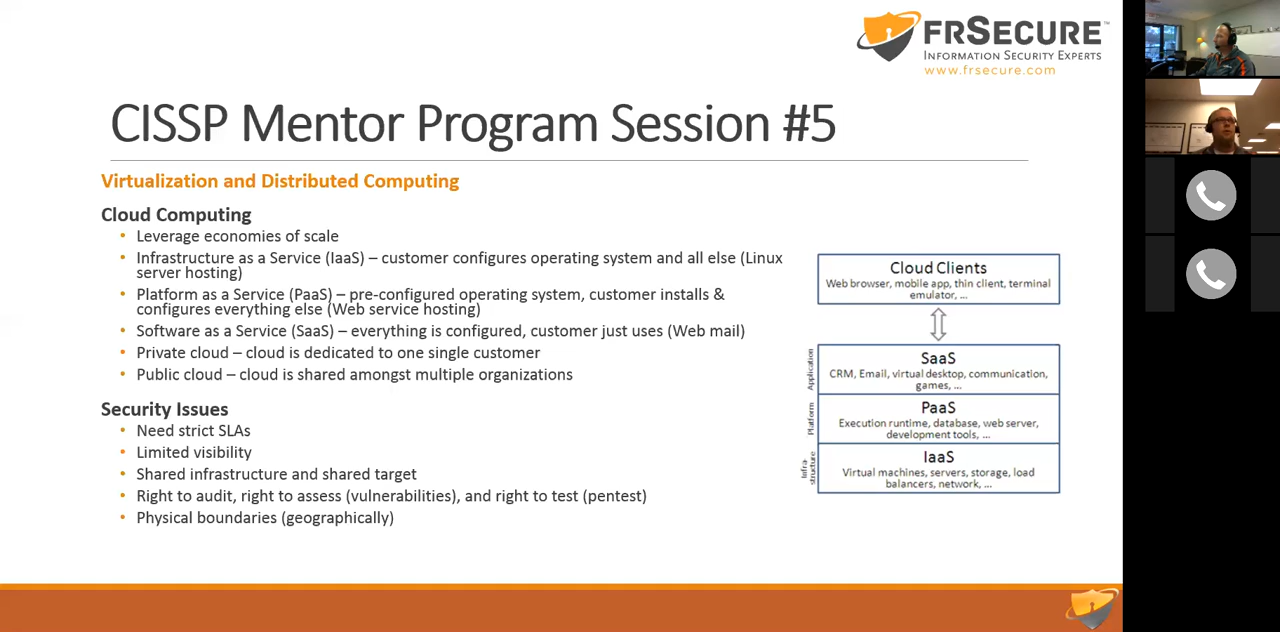 FRSECURE™
INFORMATION SECURITY EXPERTS
www.frsecure.com
CISSP Mentor Program Session #5
Virtualization and Distributed Computing
Cloud Computing
• Leverage economies of scale
• Infrastructure as a Service (IaaS) – customer configures operating system and all else (Linux
server hosting)
• Platform as a Service (PaaS) – pre-configured operating system, customer installs &
configures everything else (Web service hosting)
• Software as a Service (SaaS) – everything is configured, customer just uses (Web mail)
• Private cloud – cloud is dedicated to one single customer
• Public cloud – cloud is shared amongst multiple organizations
Security Issues
• Need strict SLAs
• Limited visibility
• Shared infrastructure and shared target
• Right to audit, right to assess (vulnerabilities), and right to test (pentest)
• Physical boundaries (geographically)
Cloud Clients
Web browser, mobile app, thin client, terminal
emulator, ...
Application
SaaS
CRM, Email, virtual desktop, communication,
games, ...
Platform
PaaS
Execution runtime, database, web server,
development tools, ...
Infra-
structure
IaaS
Virtual machines, servers, storage, load
balancers, network, ...